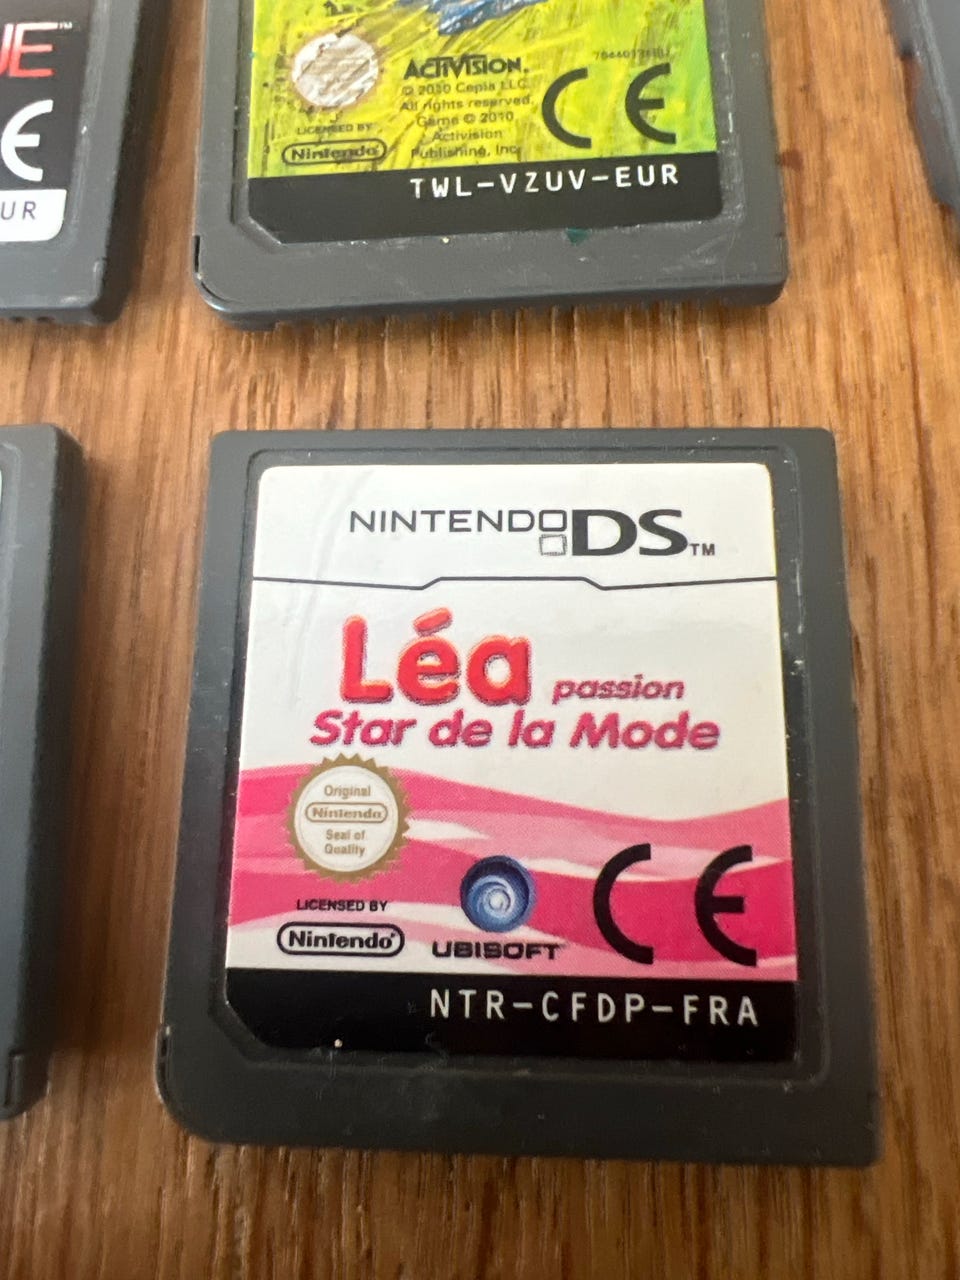 UE™
CE
UR
ACTIVISION.
© 2010 Cepia LLC.
All rights reserved.
Game © 2010
Activision
Publishing, Inc.
LICENSED BY
Nintendo
CE
TWL-VZUV-EUR
NINTENDO DS™
Léa passion
Star de la Mode
Original
Nintendo
Seal of
Quality
LICENSED BY
Nintendo®
UBISOFT
CE
NTR-CFDP-FRA